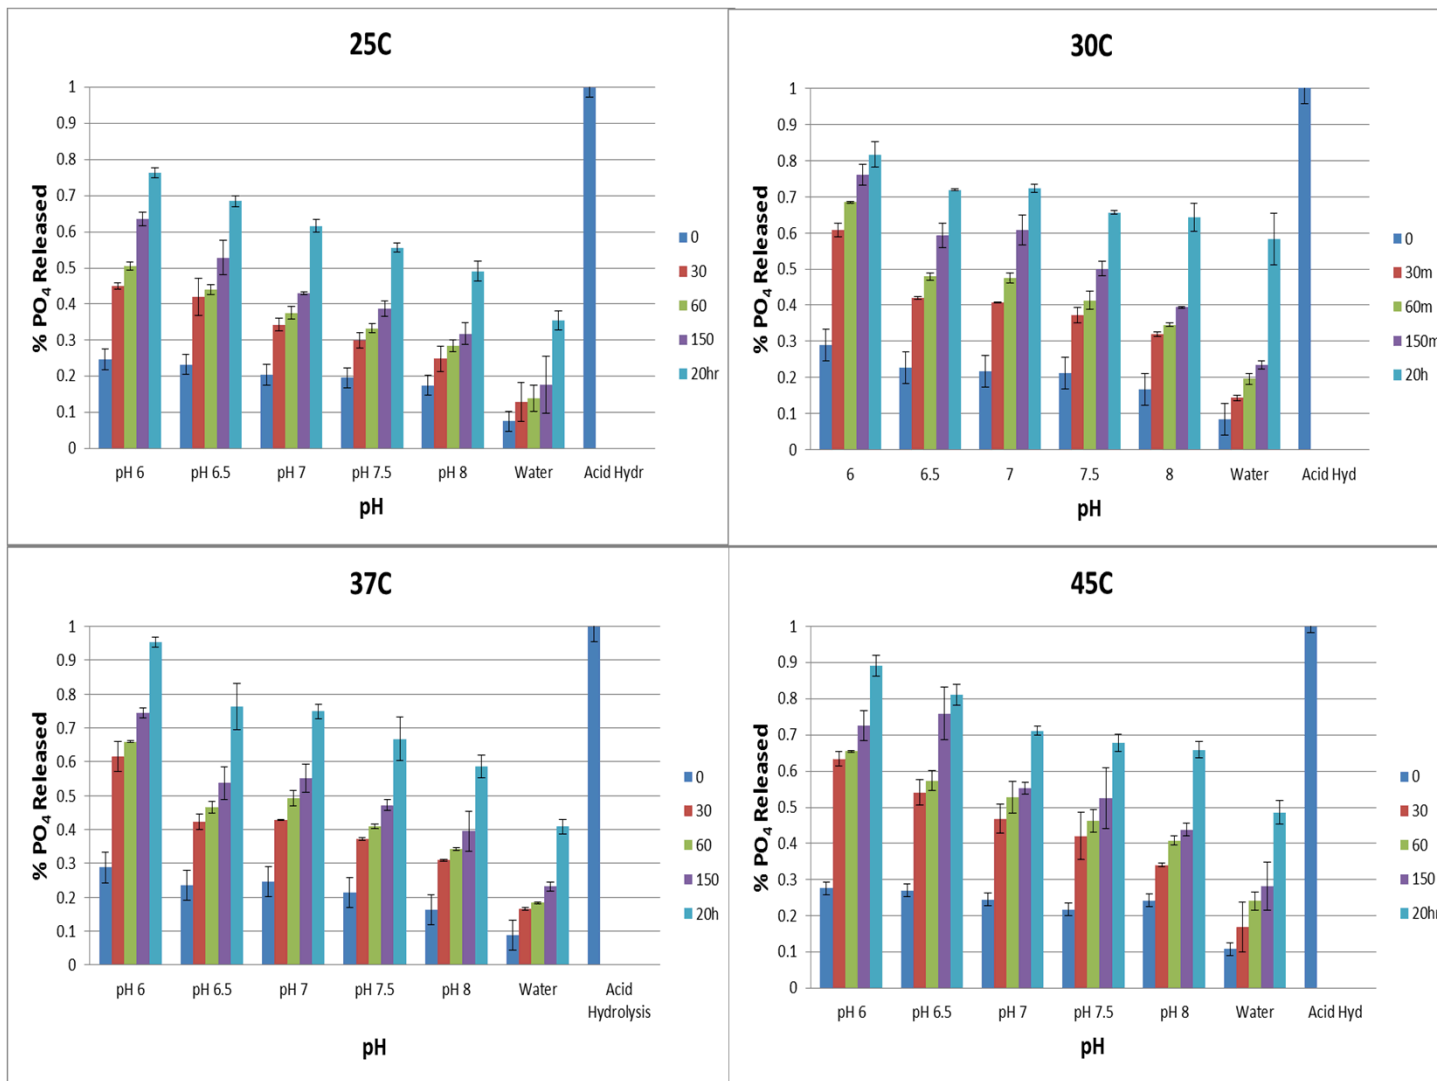 25C
% PO4 Released
1
0.9
0.8
0.7
0.6
0.5
0.4
0.3
0.2
0.1
0
pH 6 pH 6.5 pH 7 pH 7.5 pH 8 Water Acid Hydr
pH
0
30
60
150
20hr
30C
% PO4 Released
1
0.9
0.8
0.7
0.6
0.5
0.4
0.3
0.2
0.1
0
6 6.5 7 7.5 8 Water Acid Hyd
pH
0
30m
60m
150m
20h
37C
% PO4 Released
1
0.9
0.8
0.7
0.6
0.5
0.4
0.3
0.2
0.1
0
pH 6 pH 6.5 pH 7 pH 7.5 pH 8 Water Acid
Hydrolysis
pH
0
30
60
150
20hr
45C
% PO4 Released
1
0.9
0.8
0.7
0.6
0.5
0.4
0.3
0.2
0.1
0
pH 6 pH 6.5 pH 7 pH 7.5 pH 8 Water Acid Hyd
pH
0
30
60
150
20hr